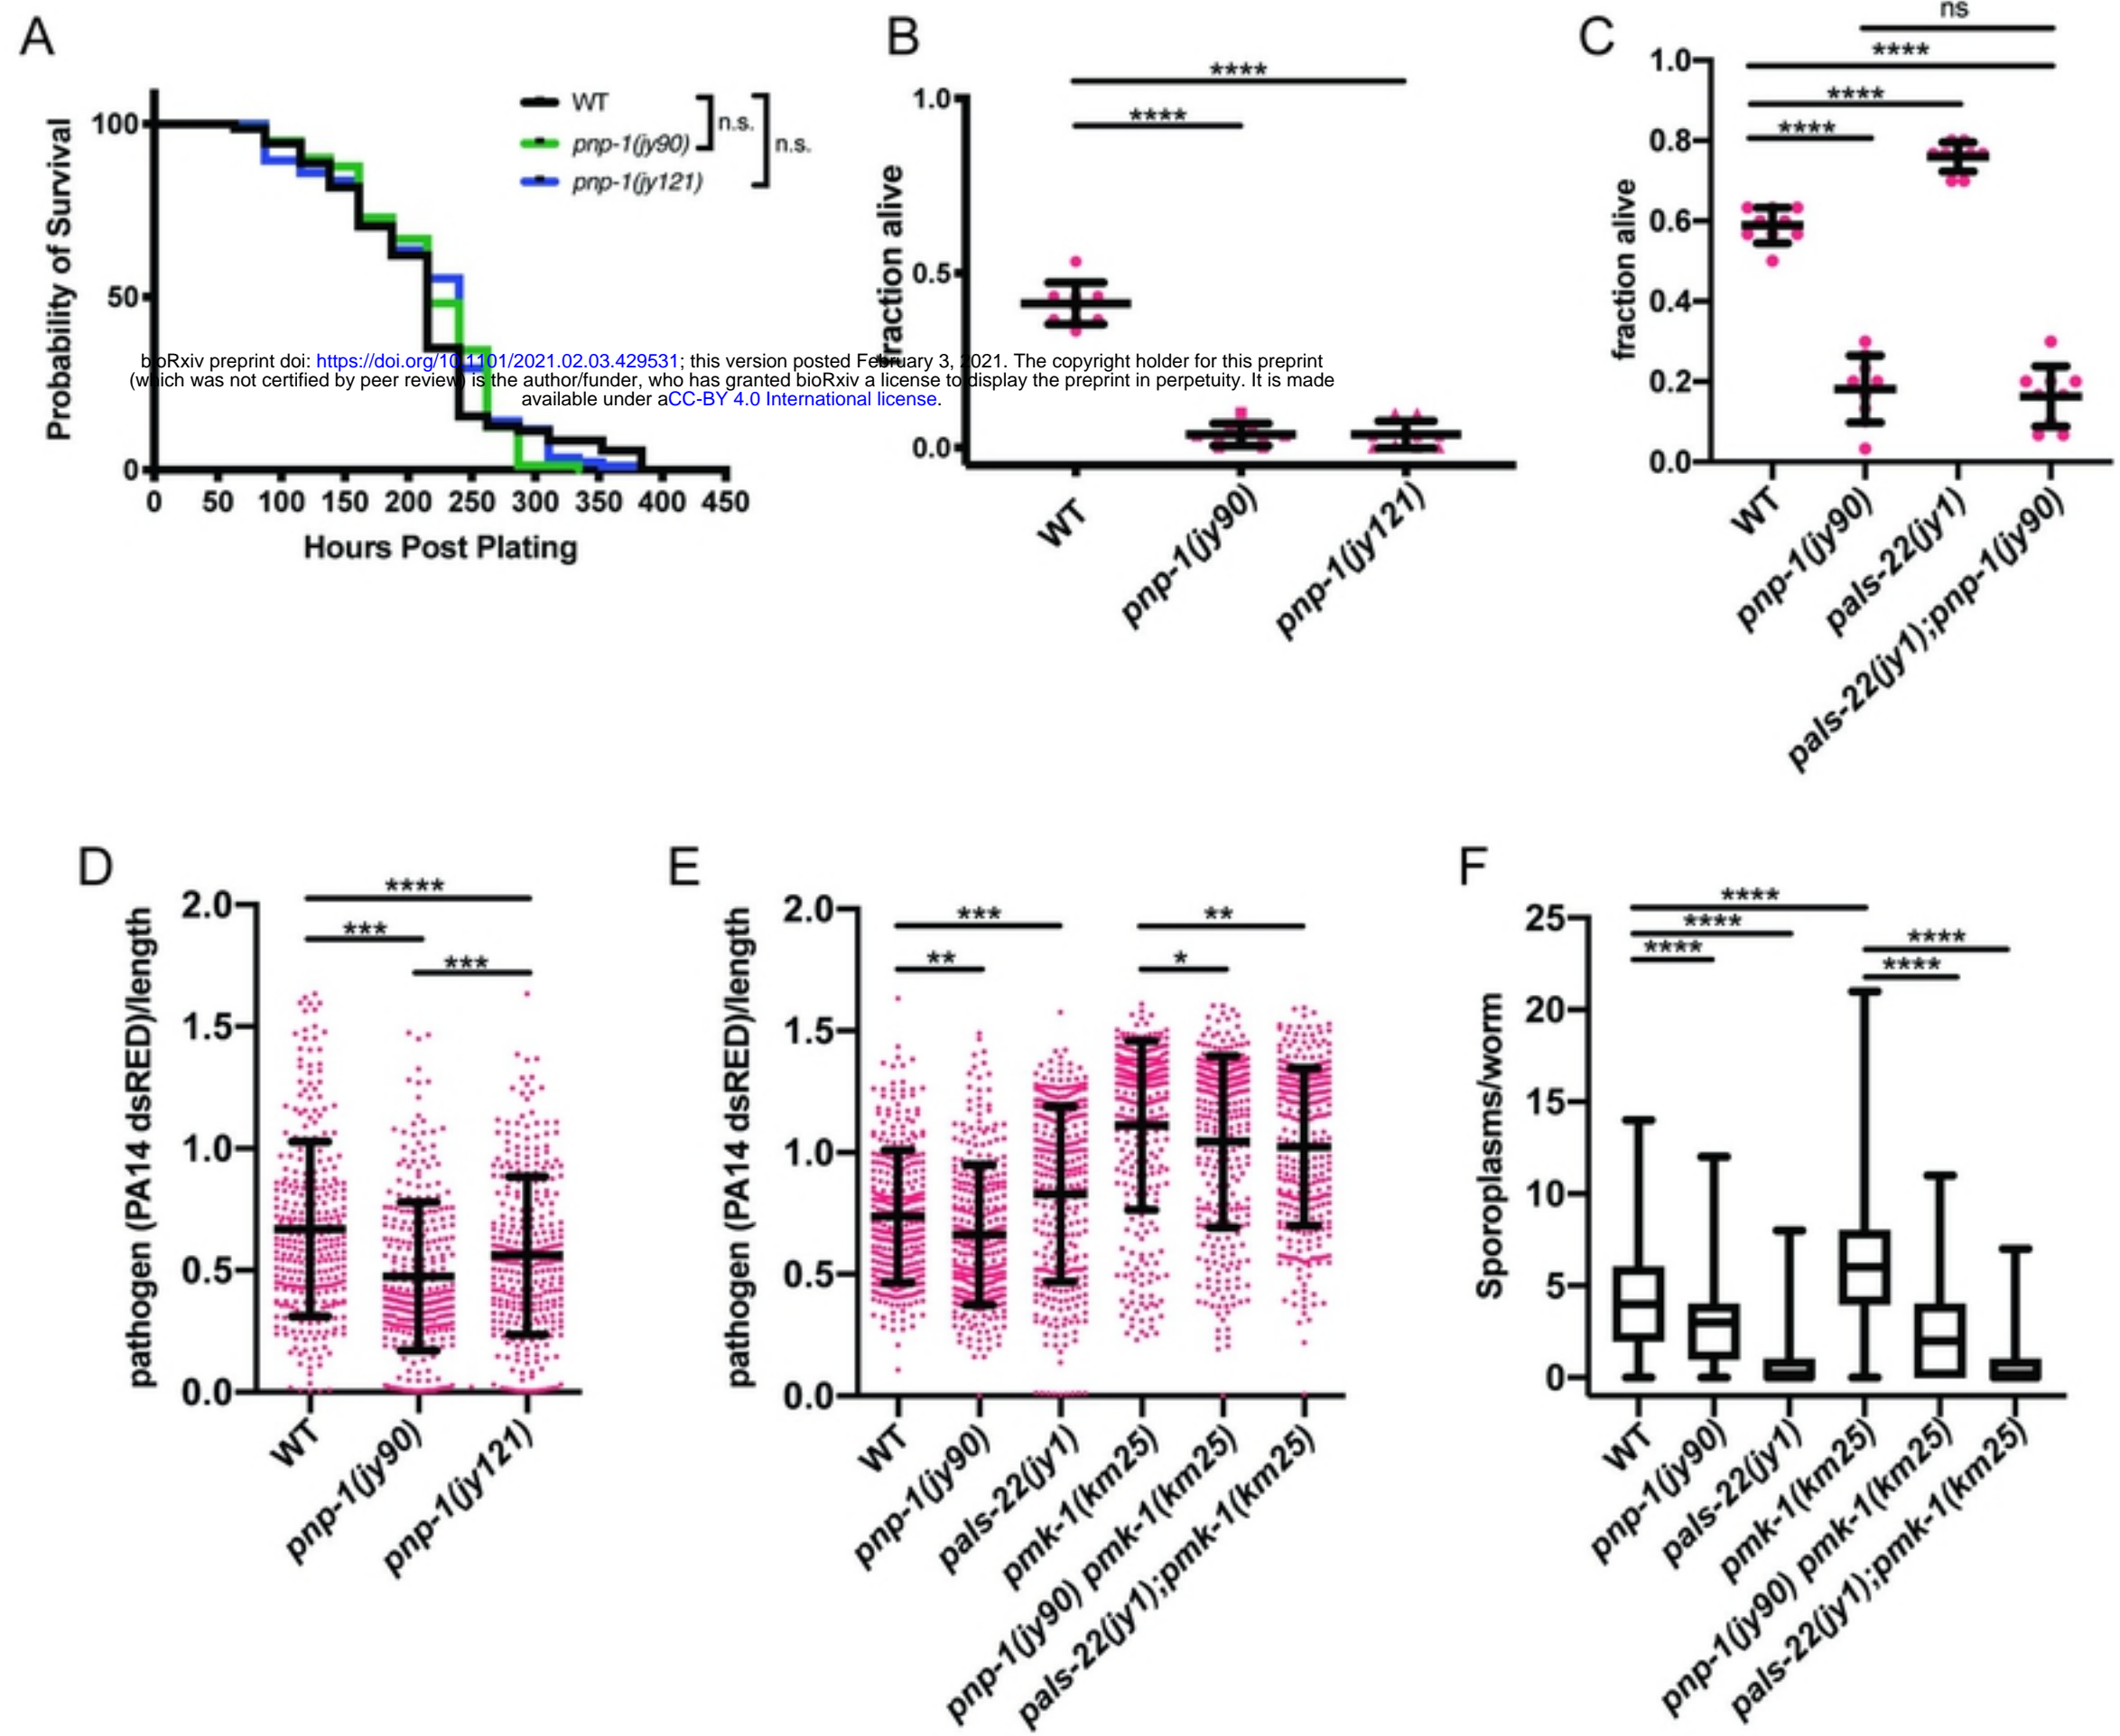 A
Probability of Survival
100
50
0
0 50 100 150 200 250 300 350 400 450
Hours Post Plating
WT
pnp-1(jy90)
pnp-1(jy121)
n.s.
n.s.
B
fraction alive
1.0
0.5
0.0
****
****
WT
pnp-1(jy90)
pnp-1(jy121)
C
fraction alive
1.0
0.8
0.6
0.4
0.2
0.0
ns
****
****
****
WT
pnp-1(jy90)
pals-22(jy1)
pals-22(jy1);pnp-1(jy90)
bioRxiv preprint doi: https://doi.org/10.1101/2021.02.03.429531; this version posted February 3, 2021. The copyright holder for this preprint
(which was not certified by peer review) is the author/funder, who has granted bioRxiv a license to display the preprint in perpetuity. It is made
available under aCC-BY 4.0 International license.
D
pathogen (PA14 dsRED)/length
2.0
1.5
1.0
0.5
0.0
****
***
***
WT
pnp-1(jy90)
pnp-1(jy121)
E
pathogen (PA14 dsRED)/length
2.0
1.5
1.0
0.5
0.0
***
**
**
*
WT
pnp-1(jy90)
pals-22(jy1)
pmk-1(km25)
pnp-1(jy90) pmk-1(km25)
pals-22(jy1);pmk-1(km25)
F
Sporoplasms/worm
25
20
15
10
5
0
****
****
****
****
****
WT
pnp-1(jy90)
pals-22(jy1)
pmk-1(km25)
pnp-1(jy90) pmk-1(km25)
pals-22(jy1);pmk-1(km25)